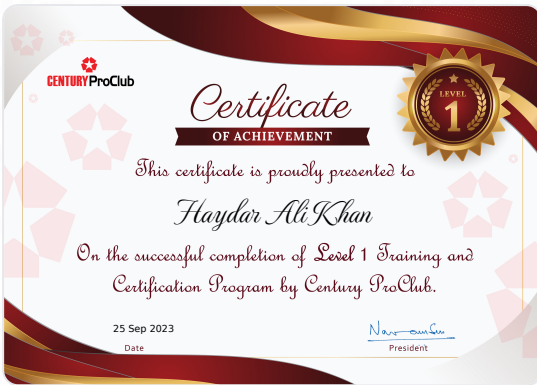 CENTURY ProClub
LEVEL
1
Certificate
OF ACHIEVEMENT
This certificate is proudly presented to
Haydar Ali Khan
On the successful completion of Level 1 Training and
Certification Program by Century ProClub.
25 Sep 2023
Date
President